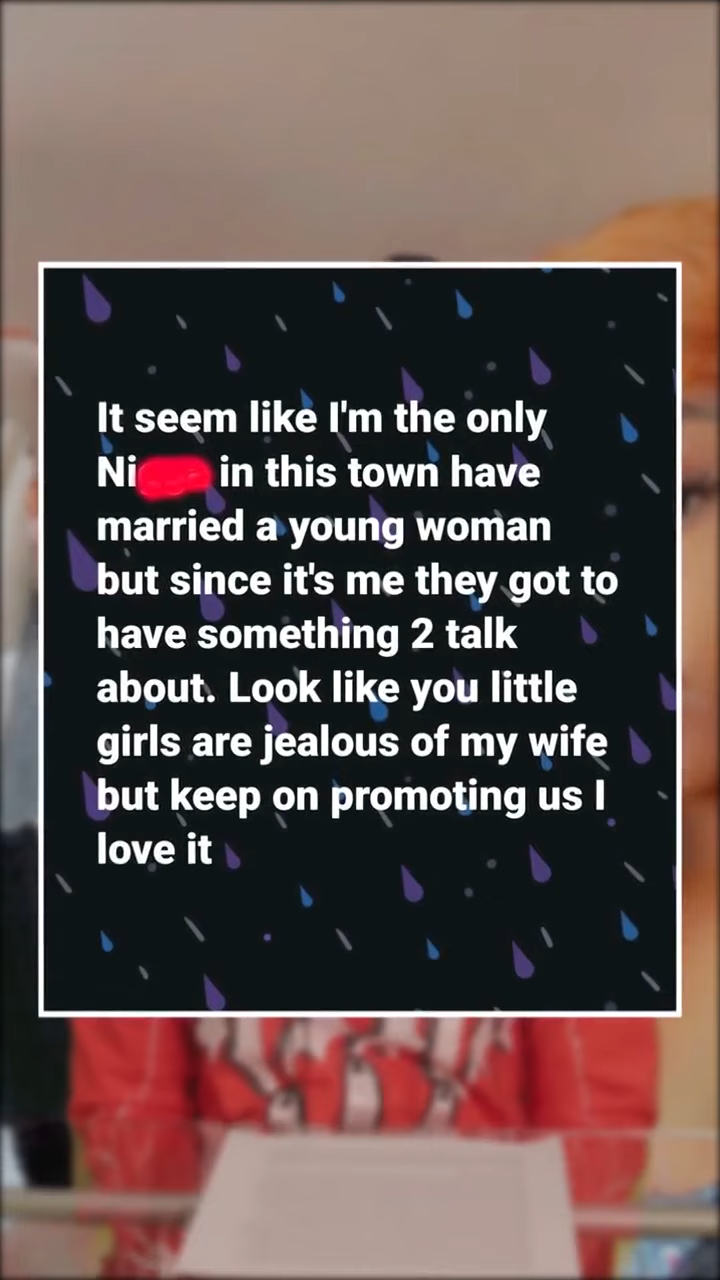 It seem like I'm the only
Ni in this town have
married a young woman
but since it's me they got to
have something 2 talk
about. Look like you little
girls are jealous of my wife
but keep on promoting us I
love it